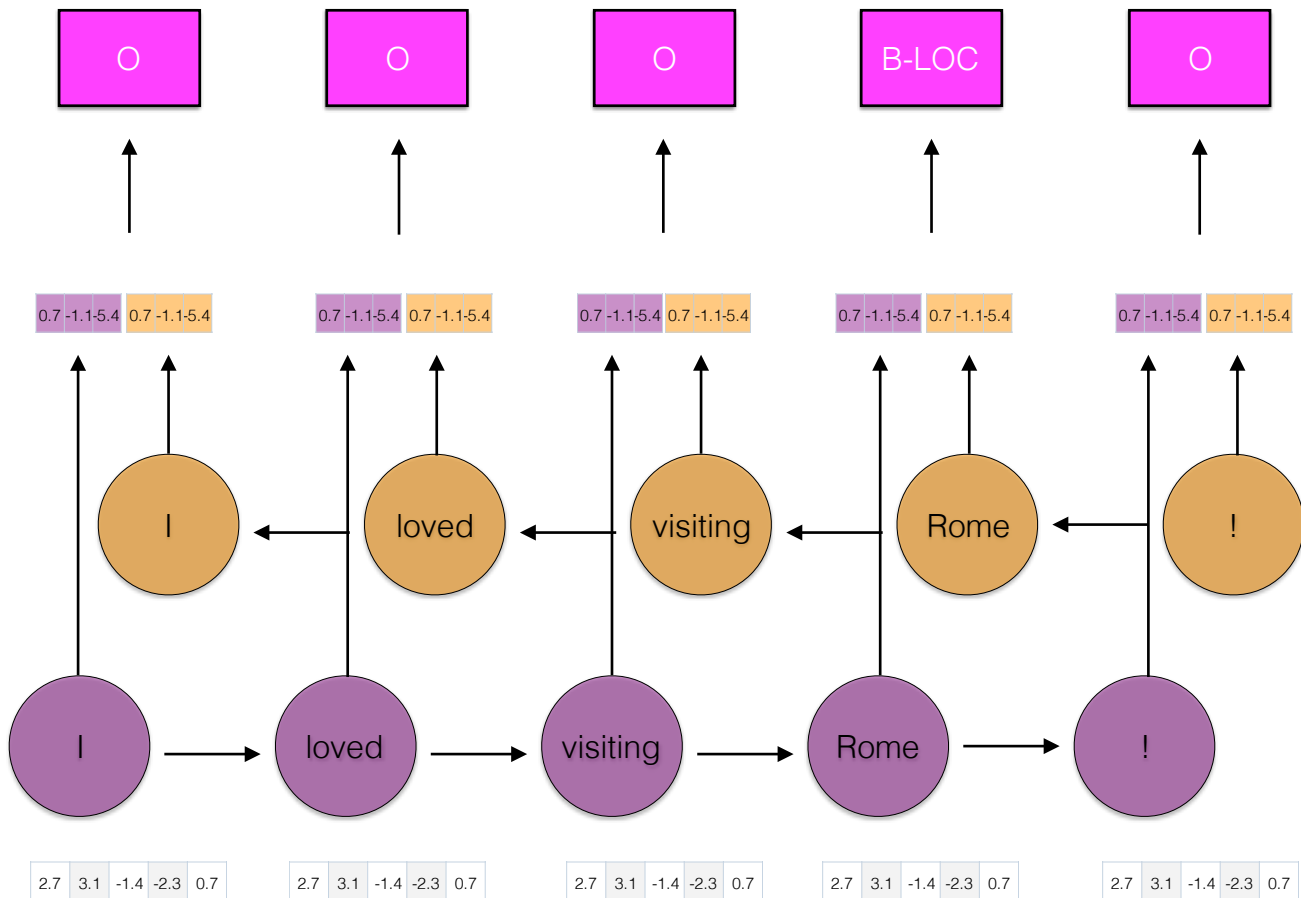 O O O B-LOC O
0.7 -1.1 -5.4 0.7 -1.1 -5.4 0.7 -1.1 -5.4 0.7 -1.1 -5.4 0.7 -1.1 -5.4 0.7 -1.1 -5.4 0.7 -1.1 -5.4 0.7 -1.1 -5.4 0.7 -1.1 -5.4 0.7 -1.1 -5.4
I loved visiting Rome !
I loved visiting Rome !
2.7 3.1 -1.4 -2.3 0.7 2.7 3.1 -1.4 -2.3 0.7 2.7 3.1 -1.4 -2.3 0.7 2.7 3.1 -1.4 -2.3 0.7 2.7 3.1 -1.4 -2.3 0.7